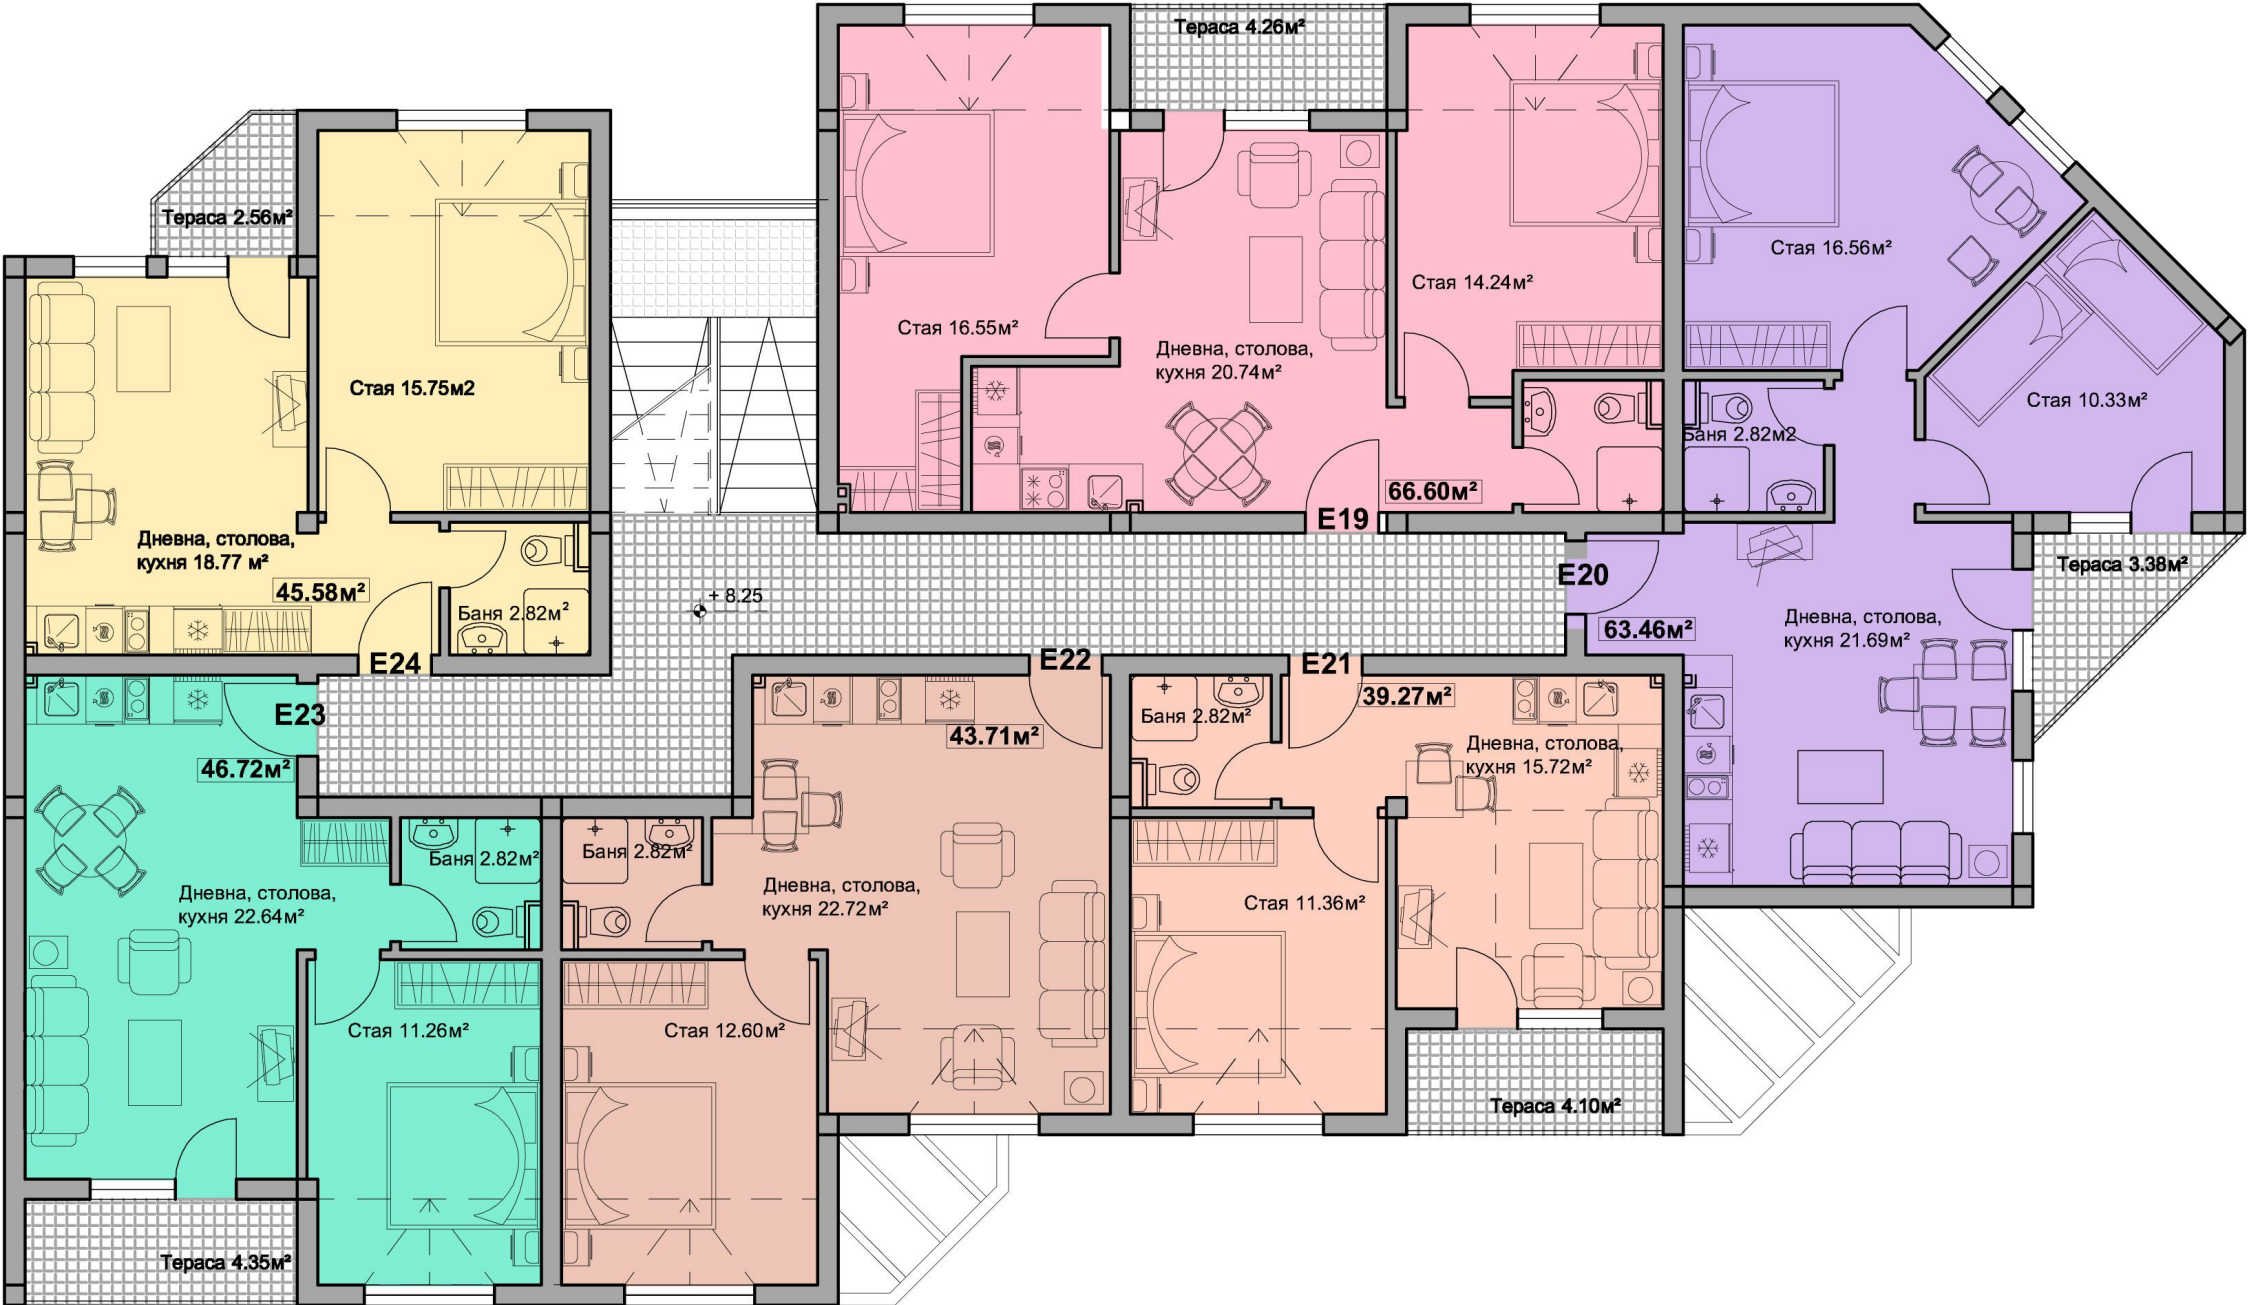 Тераса 4.26м²
Тераса 2.56м²
Стая 15.75м2
Дневна, столова,
кухня 18.77 м²
45.58м²
Баня 2.82м²
E24
Стая 16.55м²
Дневна, столова,
кухня 20.74м²
Стая 14.24м²
66.60м²
E19
Стая 16.56м²
Баня 2.82м2
Стая 10.33м²
Тераса 3.38м²
E20
63.46м²
Дневна, столова,
кухня 21.69м²
+ 8.25
E23
46.72м²
Дневна, столова,
кухня 22.64м²
Баня 2.82м²
Стая 11.26м²
Тераса 4.35м²
E22
43.71м²
Баня 2.82м²
Дневна, столова,
кухня 22.72м²
Стая 12.60м²
E21
39.27м²
Баня 2.82м²
Дневна, столова,
кухня 15.72м²
Стая 11.36м²
Тераса 4.10м²